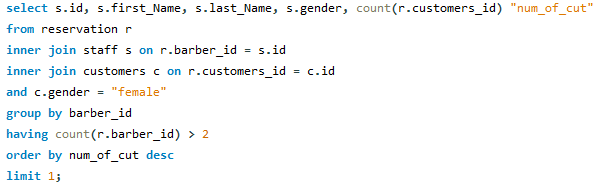 select s.id, s.first_Name, s.last_Name, s.gender, count(r.customers_id) "num_of_cut"
from reservation r
inner join staff s on r.barber_id = s.id
inner join customers c on r.customers_id = c.id
and c.gender = "female"
group by barber_id
having count(r.barber_id) > 2
order by num_of_cut desc
limit 1;